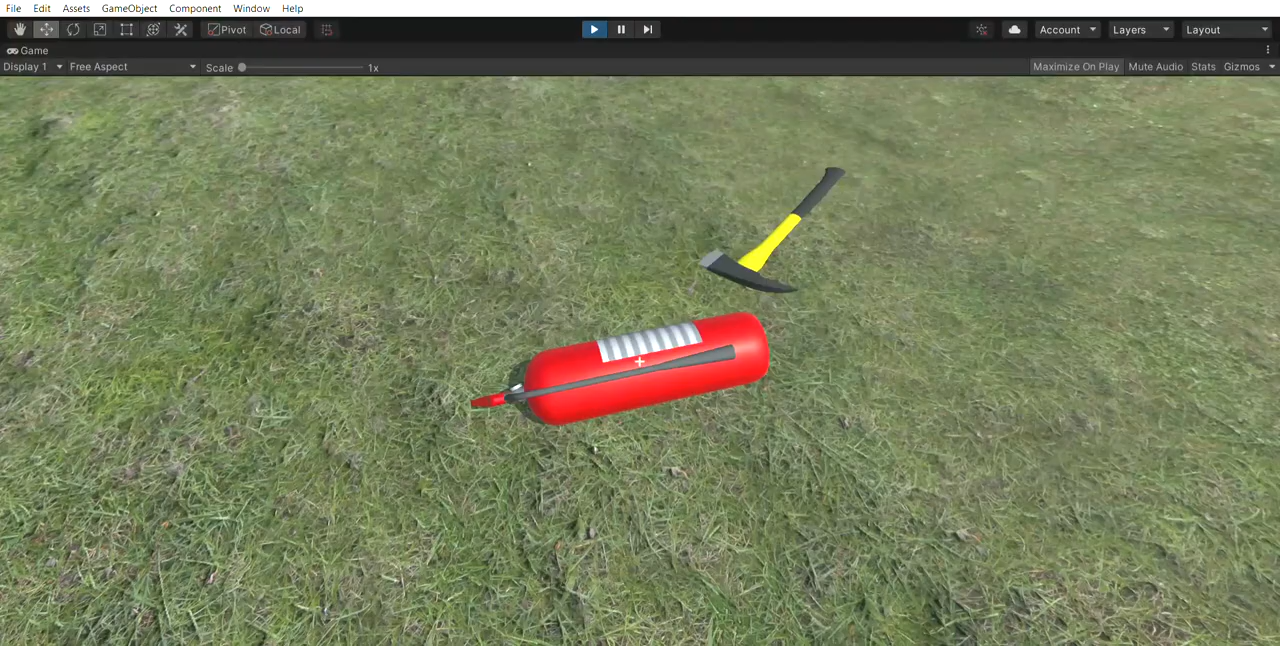 File Edit Assets GameObject Component Window Help
Pivot Local Account Layers Layout
Game
Display 1 Free Aspect Scale 1x Maximize On Play Mute Audio Stats Gizmos